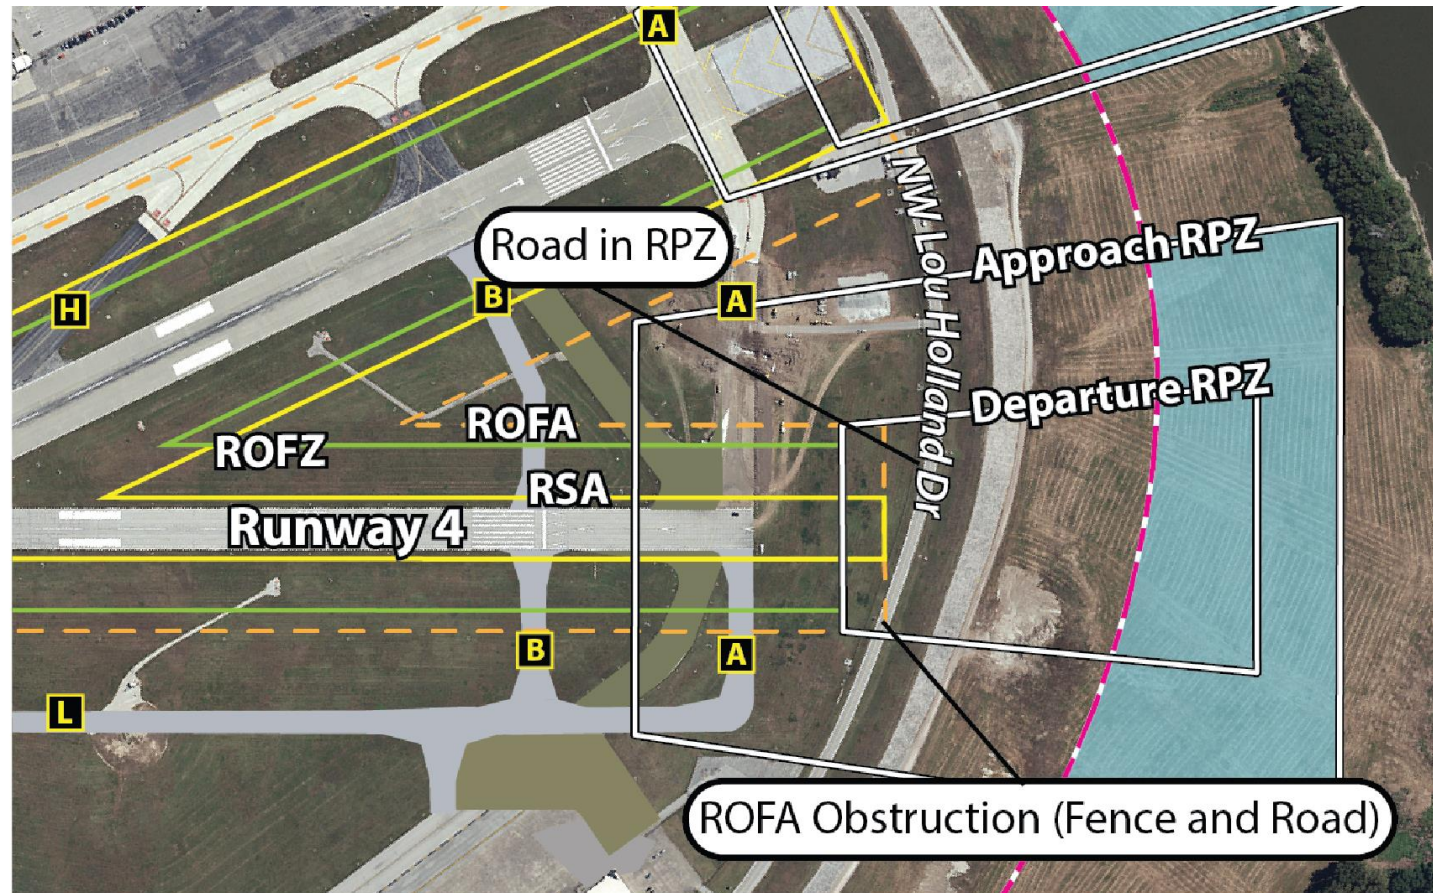 A
NW Lou Holland Dr
Road in RPZ
Approach RPZ
H
B
A
Departure RPZ
ROFA
ROFZ
RSA
Runway 4
B
A
L
ROFA Obstruction (Fence and Road)